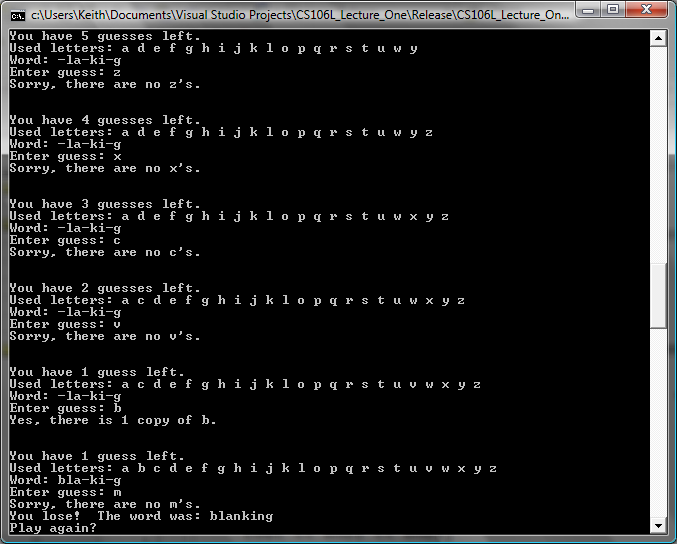 c:\Users\Keith\Documents\Visual Studio Projects\CS106L_Lecture_One\Release\CS106L_Lecture_On...
You have 5 guesses left.
Used letters: a d e f g h i j k l o p q r s t u w y
Word: -la-ki-g
Enter guess: z
Sorry, there are no z's.
You have 4 guesses left.
Used letters: a d e f g h i j k l o p q r s t u w y z
Word: -la-ki-g
Enter guess: x
Sorry, there are no x's.
You have 3 guesses left.
Used letters: a d e f g h i j k l o p q r s t u w x y z
Word: -la-ki-g
Enter guess: c
Sorry, there are no c's.
You have 2 guesses left.
Used letters: a c d e f g h i j k l o p q r s t u w x y z
Word: -la-ki-g
Enter guess: v
Sorry, there are no v's.
You have 1 guess left.
Used letters: a c d e f g h i j k l o p q r s t u v w x y z
Word: -la-ki-g
Enter guess: b
Yes, there is 1 copy of b.
You have 1 guess left.
Used letters: a b c d e f g h i j k l o p q r s t u v w x y z
Word: bla-ki-g
Enter guess: m
Sorry, there are no m's.
You lose!  The word was: blanking
Play again?